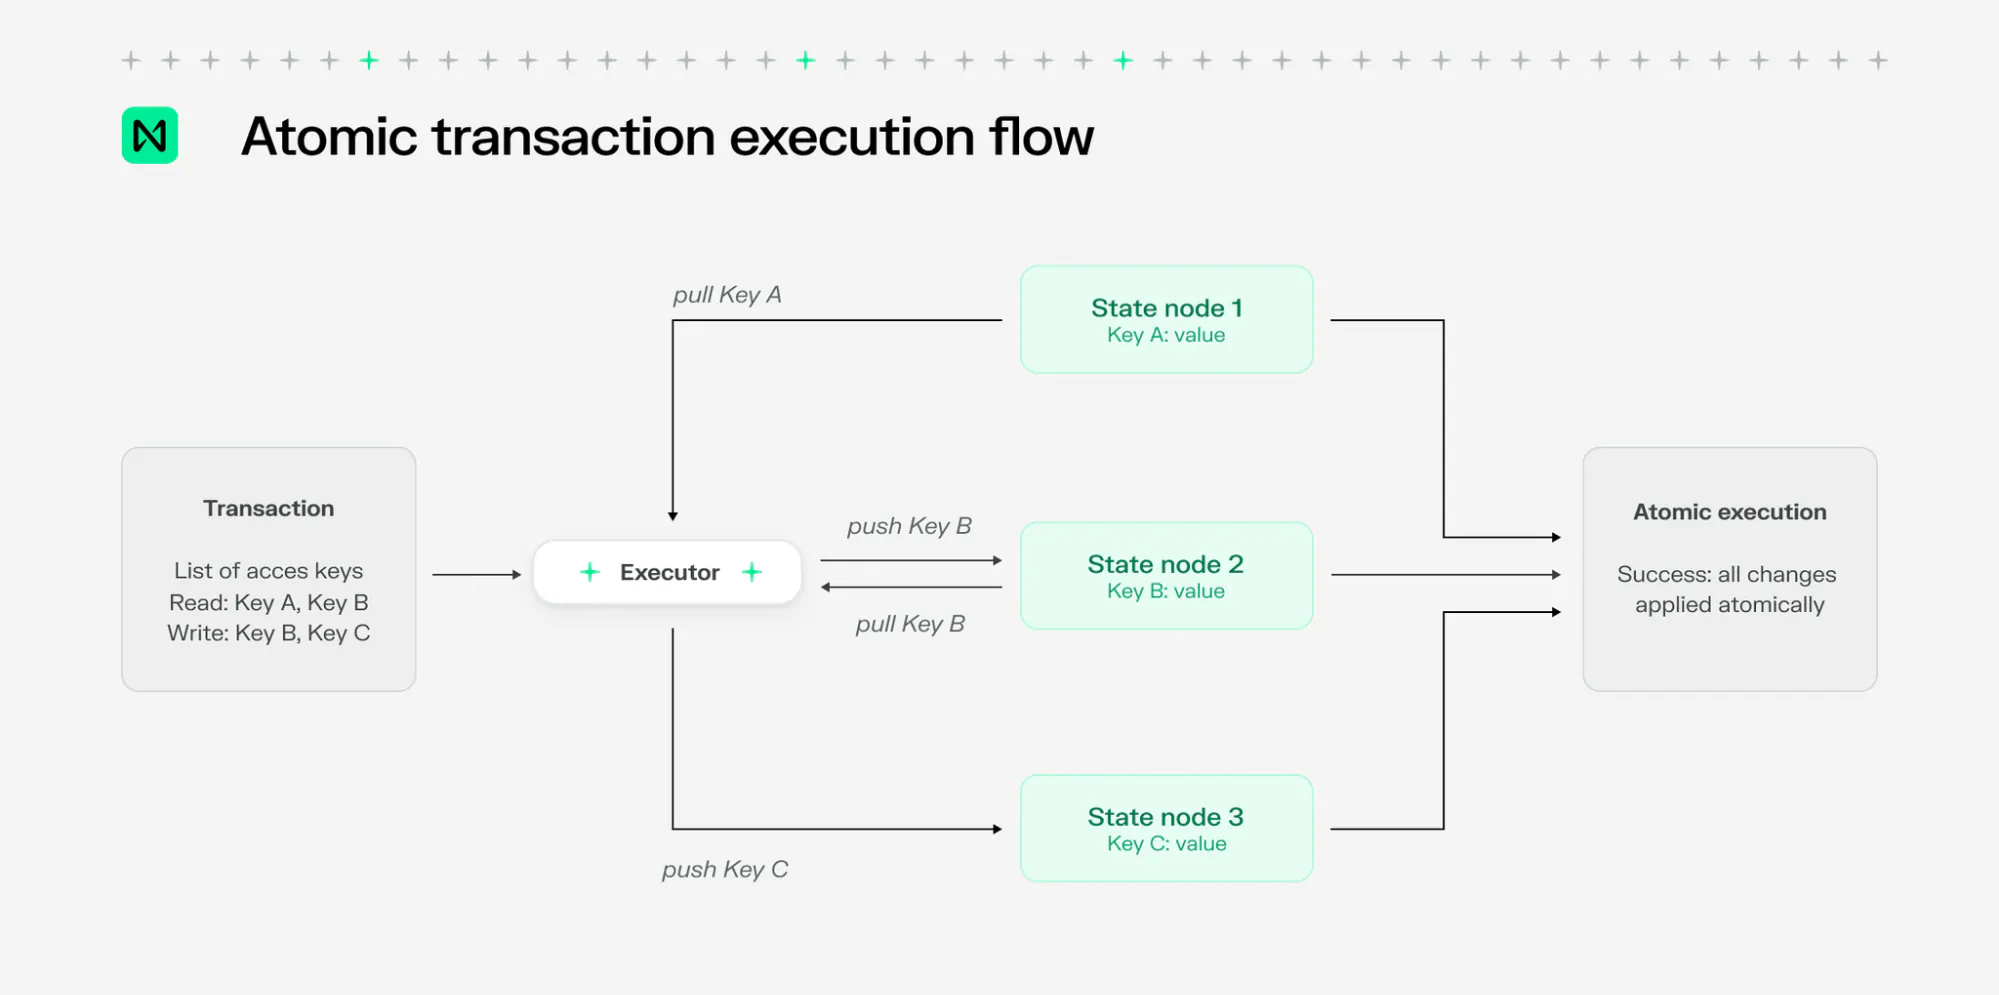 Atomic transaction execution flow
pull Key A
State node 1
Key A: value
Transaction
List of acces keys
Read: Key A, Key B
Write: Key B, Key C
Executor
push Key B
pull Key B
State node 2
Key B: value
Atomic execution
Success: all changes
applied atomically
push Key C
State node 3
Key C: value